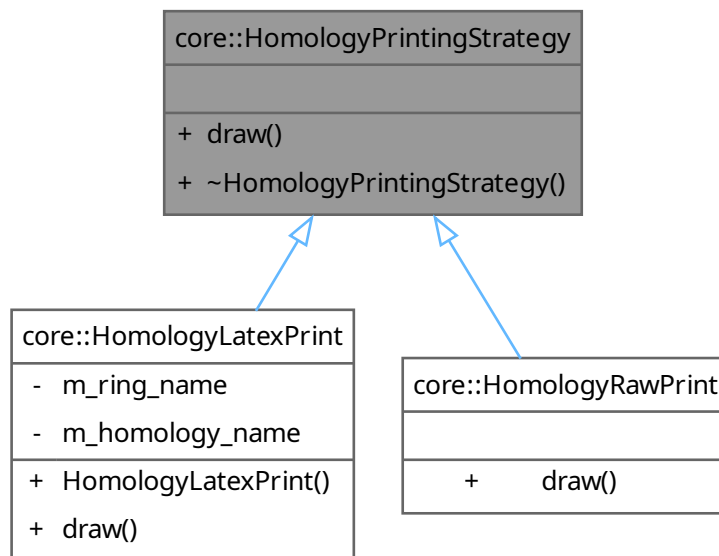 core::HomologyPrintingStrategy
+ draw()
+ ~HomologyPrintingStrategy()
core::HomologyLatexPrint
- m_ring_name
- m_homology_name
+ HomologyLatexPrint()
+ draw()
core::HomologyRawPrint
+ draw()